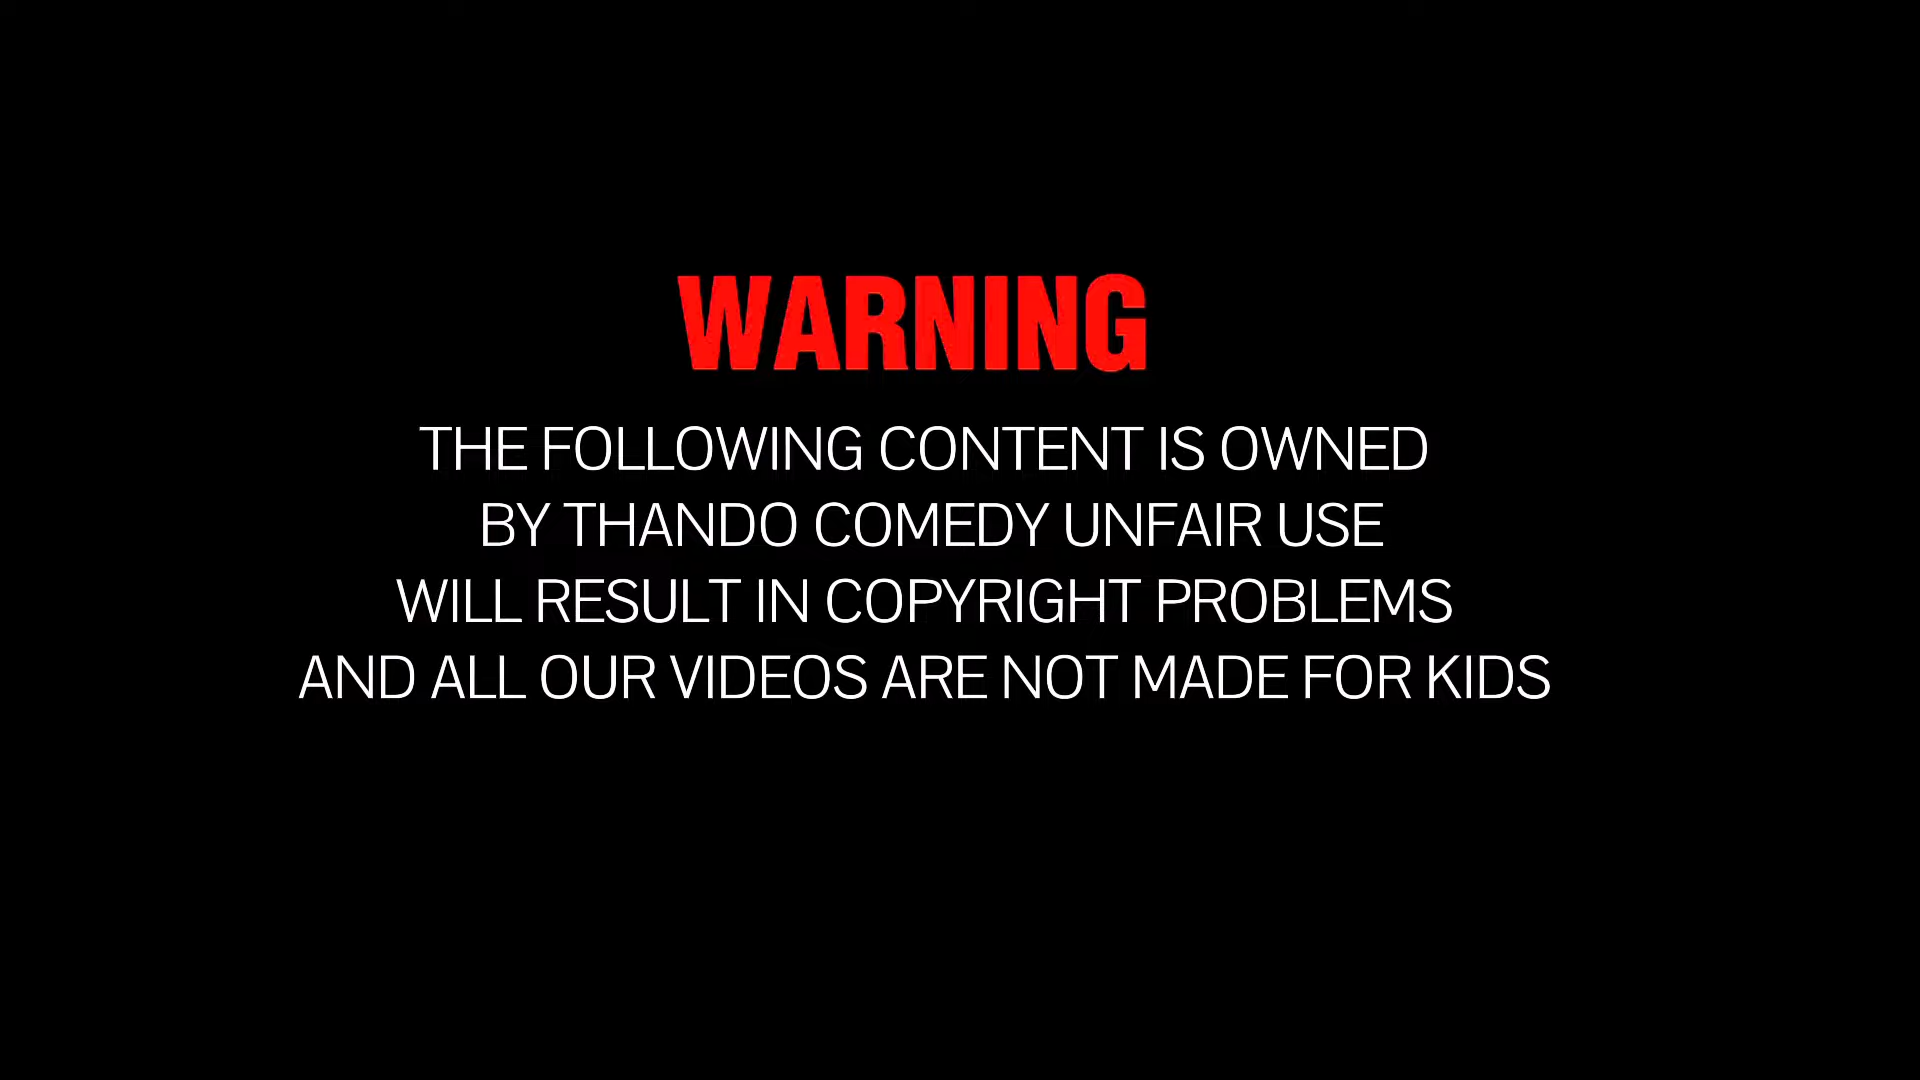 WARNING
THE FOLLOWING CONTENT IS OWNED
BY THANDO COMEDY UNFAIR USE
WILL RESULT IN COPYRIGHT PROBLEMS
AND ALL OUR VIDEOS ARE NOT MADE FOR KIDS